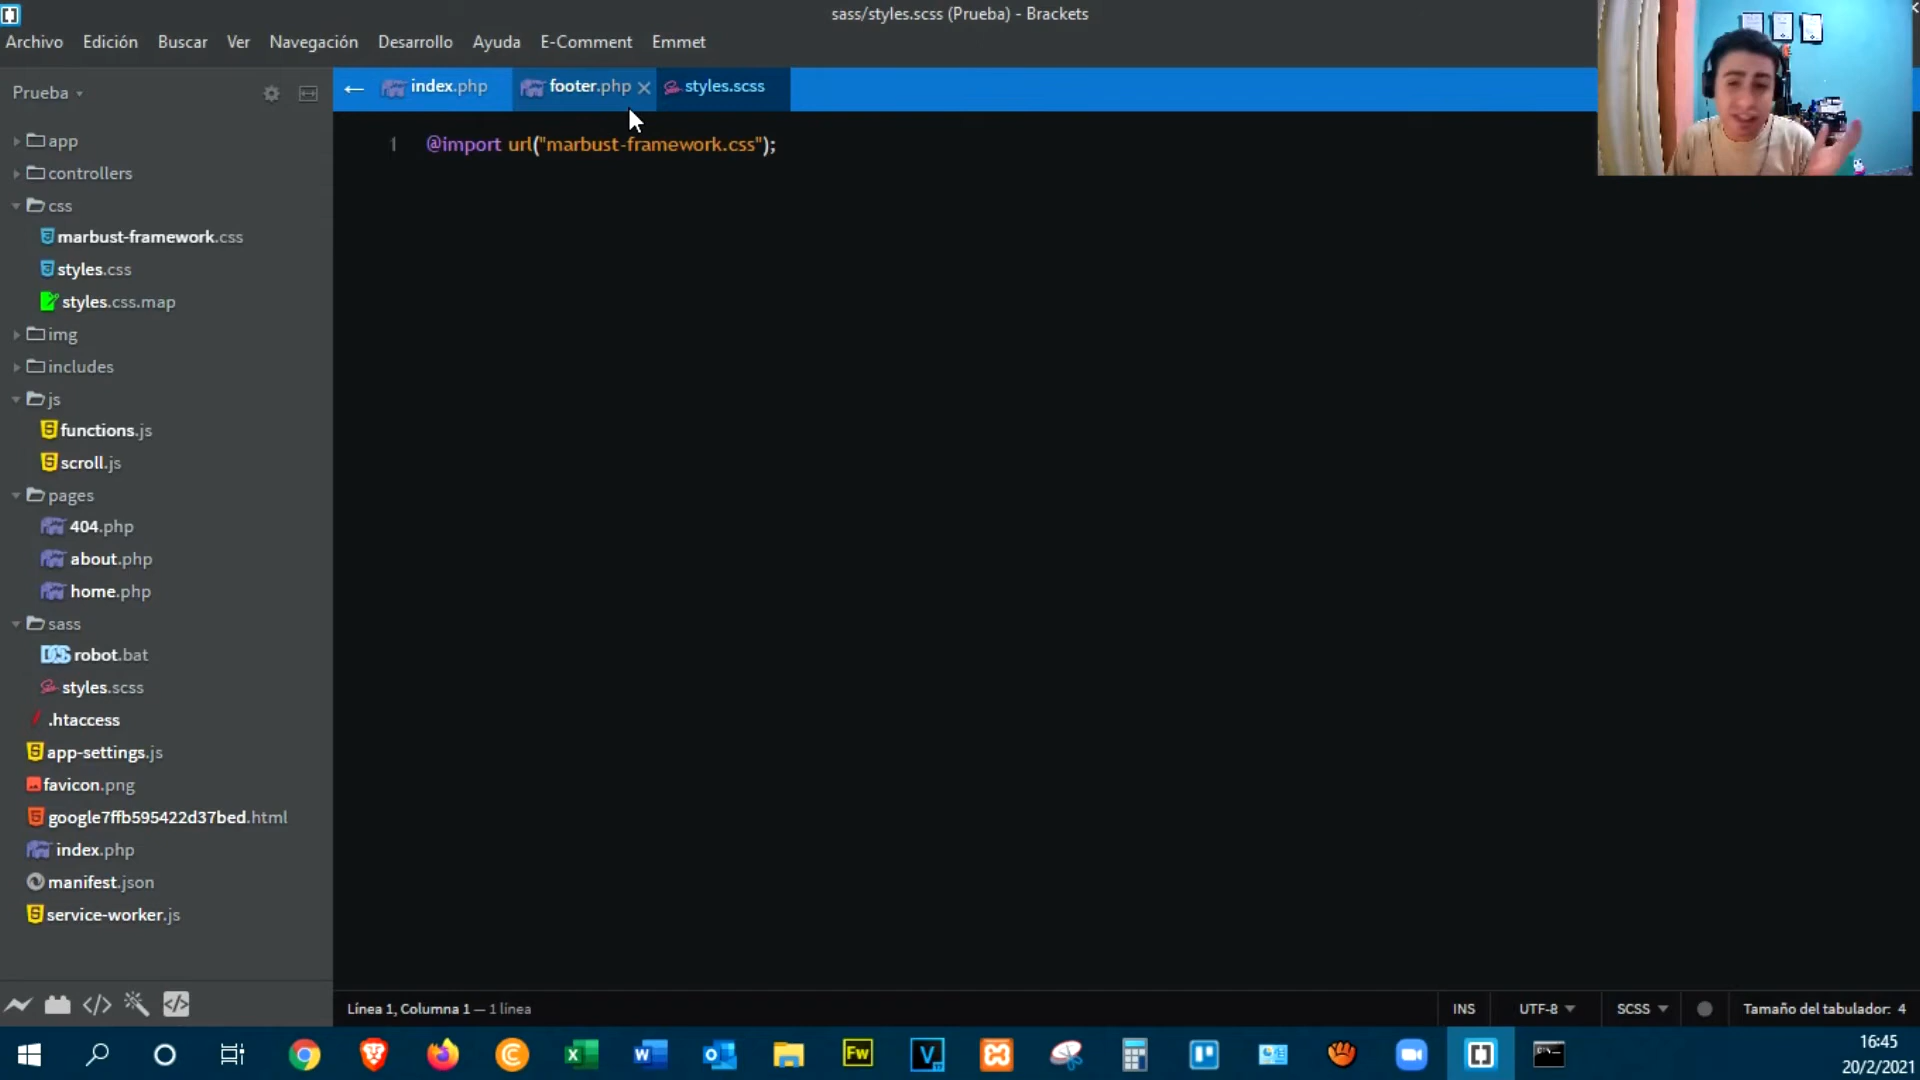 sass/styles.scss (Prueba) - Brackets
Archivo Edición Buscar Ver Navegación Desarrollo Ayuda E-Comment Emmet
Prueba
index.php footer.php styles.scss
1 @import url("marbust-framework.css");
app
controllers
css
marbust-framework.css
styles.css
styles.css.map
img
includes
js
functions.js
scroll.js
pages
404.php
about.php
home.php
sass
robot.bat
styles.scss
.htaccess
app-settings.js
favicon.png
google7ffb595422d37bed.html
index.php
manifest.json
service-worker.js
Línea 1, Columna 1 — 1 línea INS UTF-8 SCSS Tamaño del tabulador: 4
Fw
16:45
20/2/2021